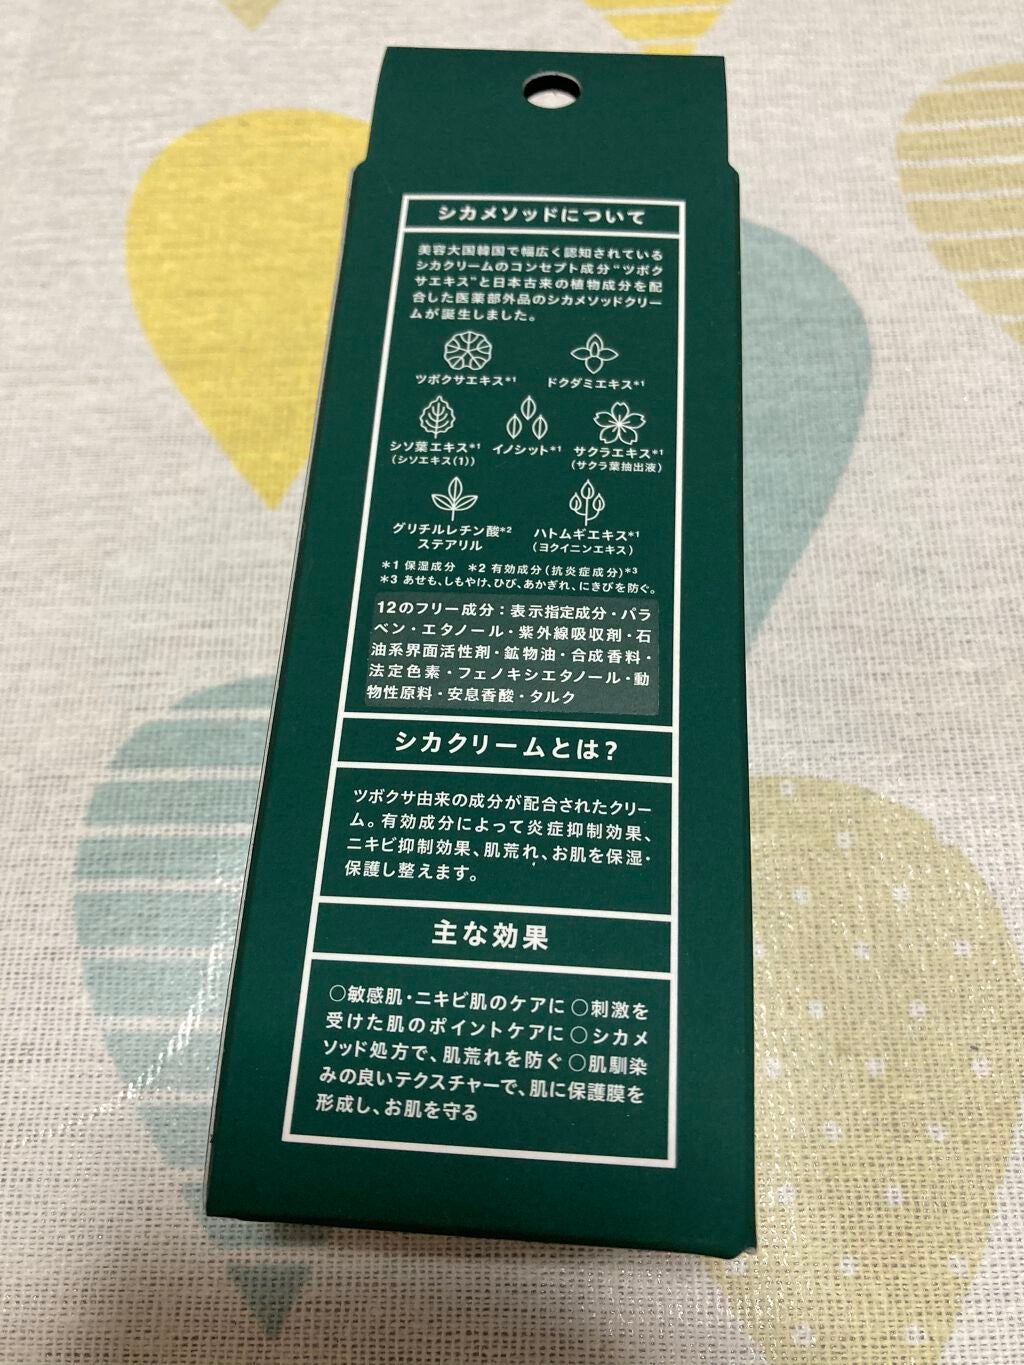 シカメソッドについて
美容大国韓国で幅広く認知されている
シカクリームのコンセプト成分“ツボク
サエキス”と日本古来の植物成分を配
合した医薬部外品のシカメソッドクリー
ムが誕生しました。
ツボクサエキス*1 ドクダミエキス*1
シソ葉エキス*1 イノシット*1 サクラエキス*1
(シソエキス(1)) (サクラ葉抽出液)
グリチルレチン酸*2 ハトムギエキス*1
ステアリル (ヨクイニンエキス)
*1 保湿成分 *2 有効成分(抗炎症成分)*3
*3 あせも、しもやけ、ひび、あかぎれ、にきびを防ぐ。
12のフリー成分：表示指定成分・パラ
ベン・エタノール・紫外線吸収剤・石
油系界面活性剤・鉱物油・合成香料・
法定色素・フェノキシエタノール・動
物性原料・安息香酸・タルク
シカクリームとは?
ツボクサ由来の成分が配合されたクリー
ム。有効成分によって炎症抑制効果、
ニキビ抑制効果、肌荒れ、お肌を保湿・
保護し整えます。
主な効果
○敏感肌・ニキビ肌のケアに ○刺激を
受けた肌のポイントケアに ○シカメ
ソッド処方で、肌荒れを防ぐ ○肌馴染
みの良いテクスチャーで、肌に保護膜を
形成し、お肌を守る